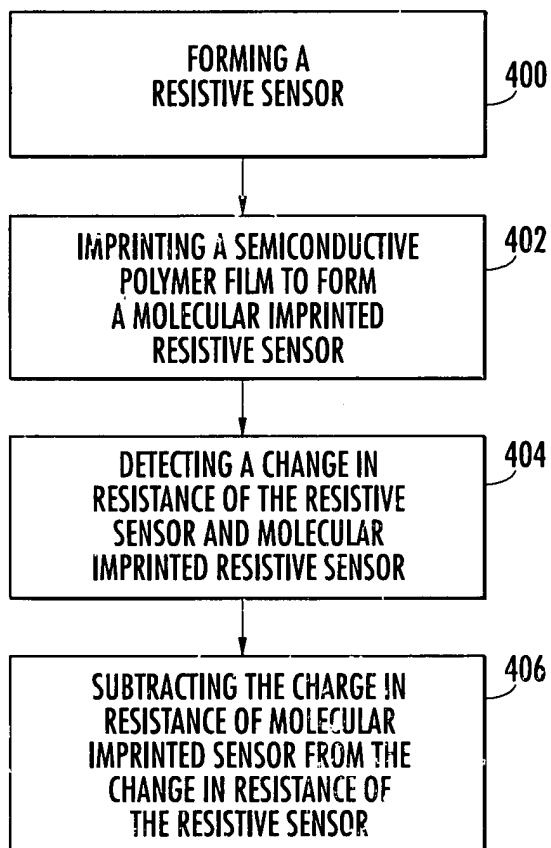 FORMING A
RESISTIVE SENSOR
400
IMPRINTING A SEMICONDUCTIVE
POLYMER FILM TO FORM
A MOLECULAR IMPRINTED
RESISTIVE SENSOR
402
DETECTING A CHANGE IN
RESISTANCE OF THE RESISTIVE
SENSOR AND MOLECULAR
IMPRINTED RESISTIVE SENSOR
404
SUBTRACTING THE CHARGE IN
RESISTANCE OF MOLECULAR
IMPRINTED SENSOR FROM THE
CHANGE IN RESISTANCE OF
THE RESISTIVE SENSOR
406